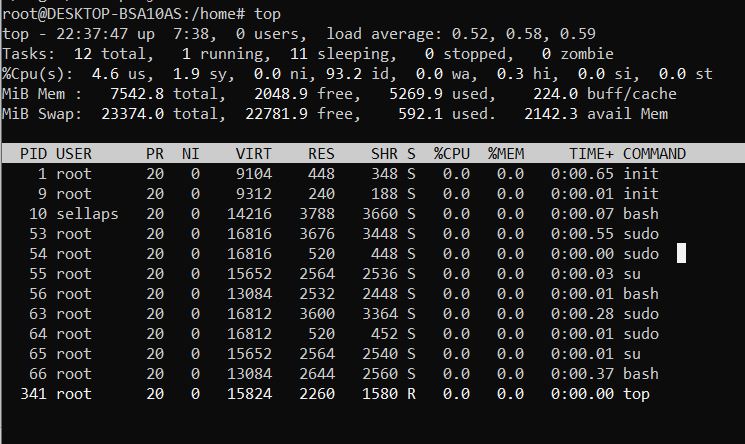 root@DESKTOP-BSA10AS:/home# top
top - 22:37:47 up  7:38,  0 users,  load average: 0.52, 0.58, 0.59
Tasks:  12 total,   1 running,  11 sleeping,   0 stopped,   0 zombie
%Cpu(s):  4.6 us,  1.9 sy,  0.0 ni, 93.2 id,  0.0 wa,  0.3 hi,  0.0 si,  0.0 st
MiB Mem :   7542.8 total,   2048.9 free,   5269.9 used,    224.0 buff/cache
MiB Swap:  23374.0 total,  22781.9 free,    592.1 used.   2142.3 avail Mem
PID USER      PR  NI    VIRT    RES    SHR S  %CPU  %MEM     TIME+ COMMAND
1 root      20   0    9104    448    348 S   0.0   0.0   0:00.65 init
9 root      20   0    9312    240    188 S   0.0   0.0   0:00.01 init
10 sellaps   20   0   14216   3788   3660 S   0.0   0.0   0:00.07 bash
53 root      20   0   16816   3676   3448 S   0.0   0.0   0:00.55 sudo
54 root      20   0   16816    520    448 S   0.0   0.0   0:00.00 sudo
55 root      20   0   15652   2564   2536 S   0.0   0.0   0:00.03 su
56 root      20   0   13084   2532   2448 S   0.0   0.0   0:00.01 bash
63 root      20   0   16812   3600   3364 S   0.0   0.0   0:00.28 sudo
64 root      20   0   16812    520    452 S   0.0   0.0   0:00.01 sudo
65 root      20   0   15652   2564   2540 S   0.0   0.0   0:00.01 su
66 root      20   0   13084   2644   2560 S   0.0   0.0   0:00.37 bash
341 root      20   0   15824   2260   1580 R   0.0   0.0   0:00.00 top